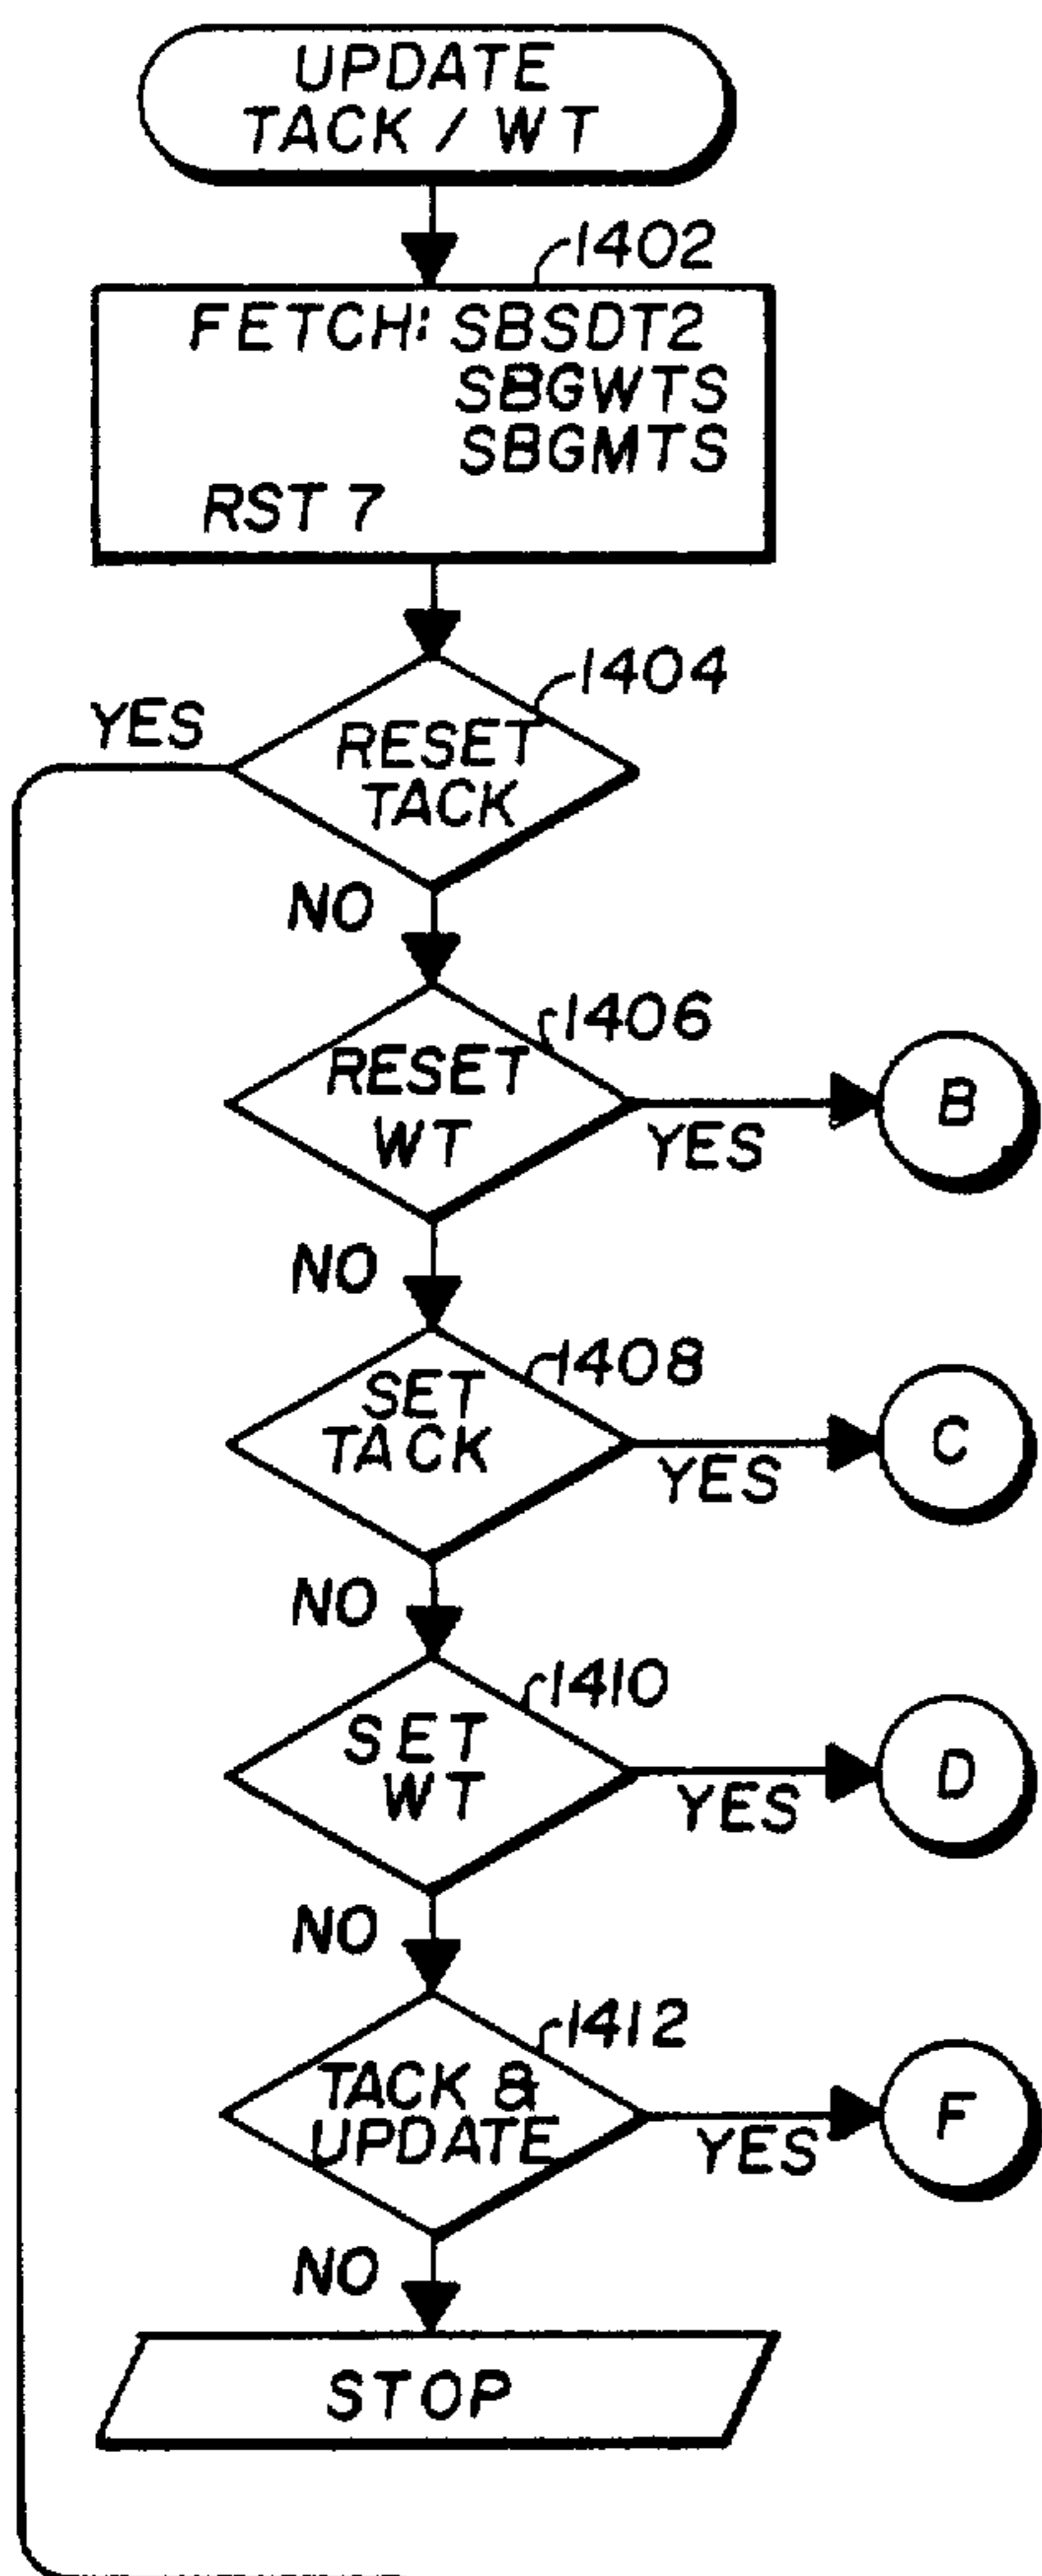 UPDATE
TACK / WT
1402
FETCH: SBSDT2
SBGWTS
SBGMTS
RST 7
1404
YES
RESET
TACK
NO
1406
RESET
WT
YES
B
NO
1408
SET
TACK
YES
C
NO
1410
SET
WT
YES
D
NO
1412
TACK &
UPDATE
YES
F
NO
STOP